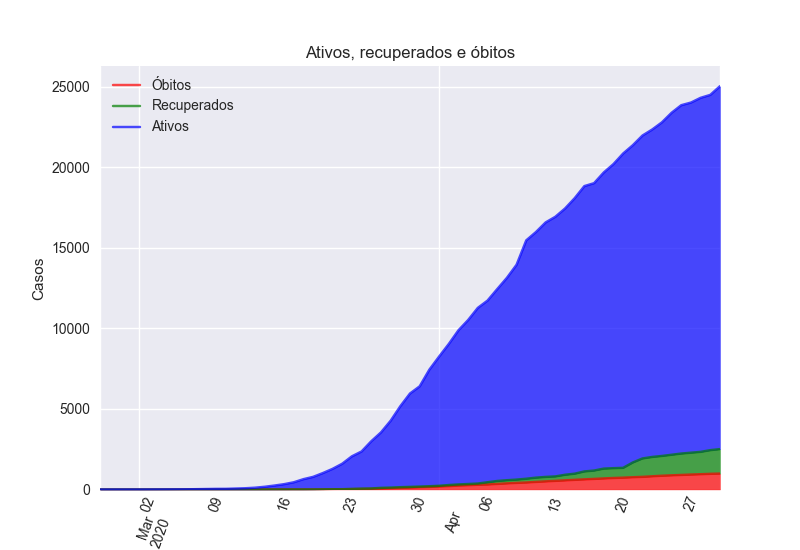 Ativos, recuperados e óbitos
Óbitos
Recuperados
Ativos
25000
20000
15000
10000
5000
0
Casos
02
Mar
2020
09
16
23
30
Apr
06
13
20
27